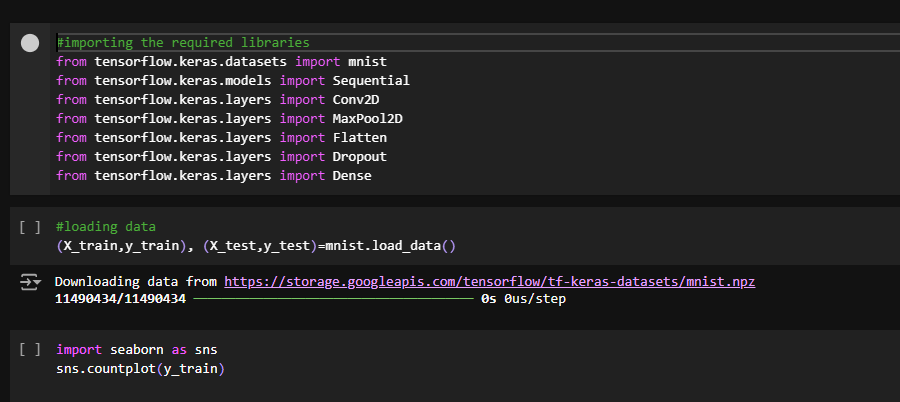 #importing the required libraries
from tensorflow.keras.datasets import mnist
from tensorflow.keras.models import Sequential
from tensorflow.keras.layers import Conv2D
from tensorflow.keras.layers import MaxPool2D
from tensorflow.keras.layers import Flatten
from tensorflow.keras.layers import Dropout
from tensorflow.keras.layers import Dense
[ ] #loading data
(X_train,y_train), (X_test,y_test)=mnist.load_data()
Downloading data from https://storage.googleapis.com/tensorflow/tf-keras-datasets/mnist.npz
11490434/11490434 ━━━━━━━━━━━━━━━━━━━━ 0s 0us/step
[ ] import seaborn as sns
sns.countplot(y_train)